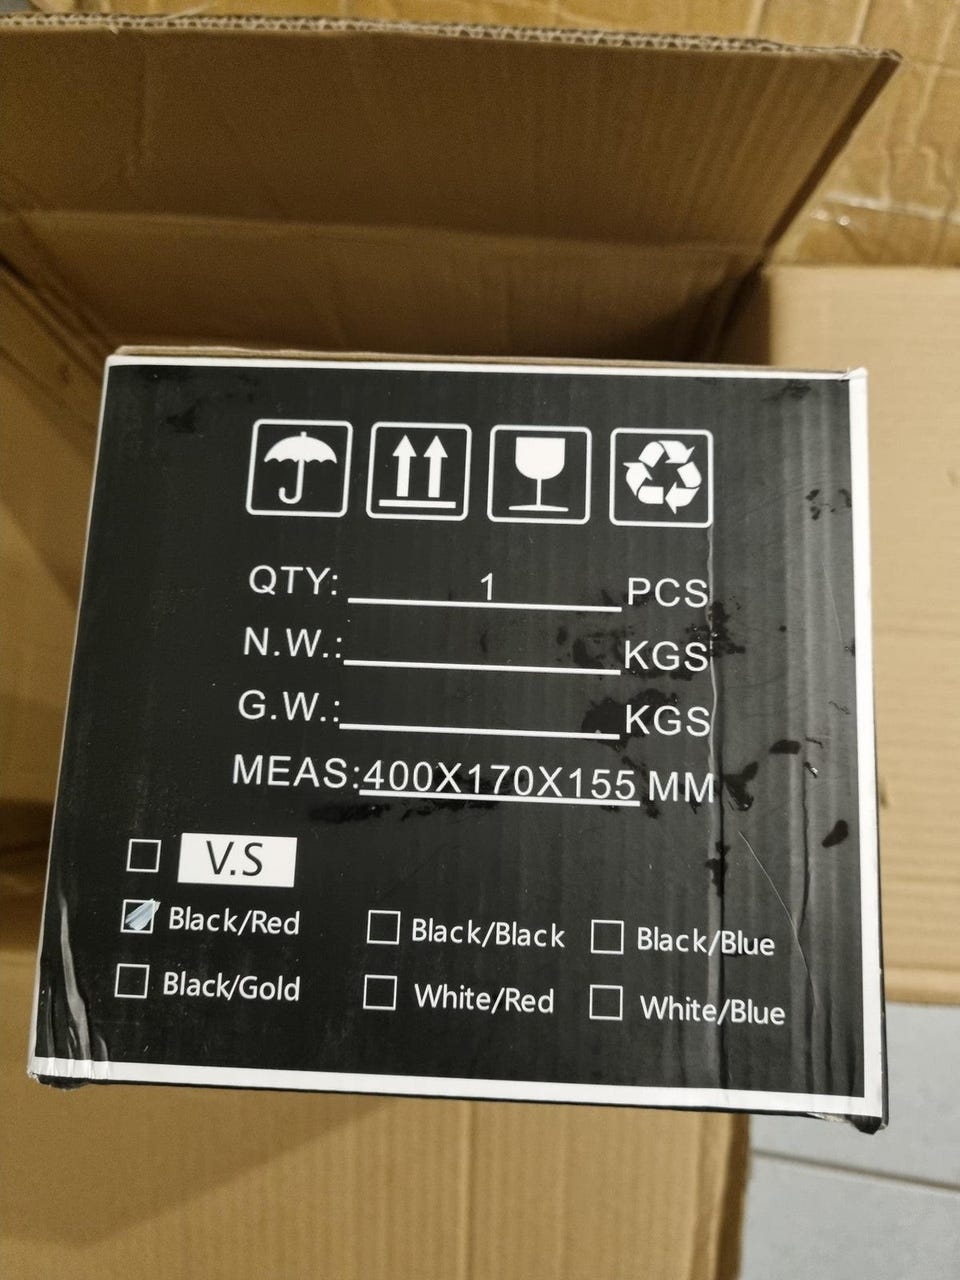 QTY: 1 PCS
N.W.: KGS
G.W.: KGS
MEAS:400X170X155 MM
V.S
Black/Red Black/Black Black/Blue
Black/Gold White/Red White/Blue